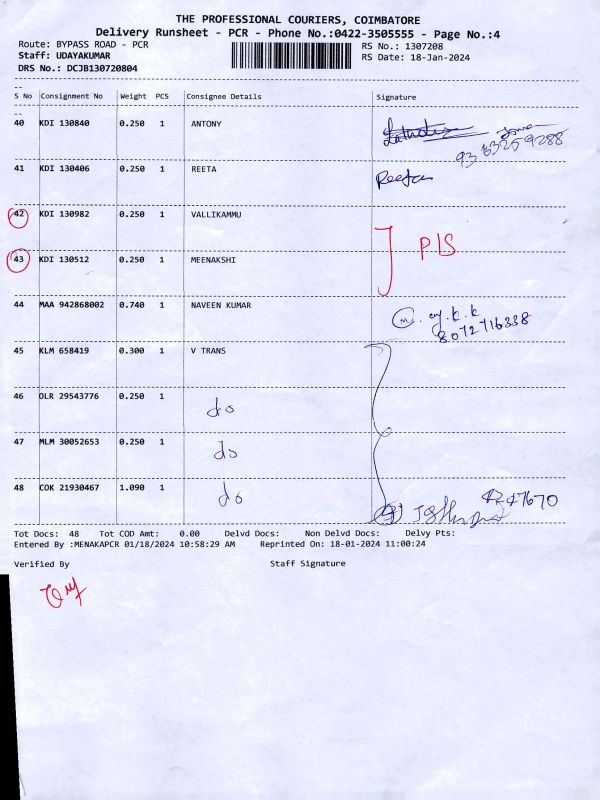 THE PROFESSIONAL COURIERS, COIMBATORE
Delivery Runsheet - PCR - Phone No.:0422-3505555 - Page No.:4
Route: BYPASS ROAD - PCR RS No.: 1307208
Staff: UDAYAKUMAR RS Date: 18-Jan-2024
DRS No.: DCJB130720804
S No Consignment No Weight PCS Consignee Details Signature
40 KDI 130840 0.250 1 ANTONY
93 63259288
41 KDI 130406 0.250 1 REETA Reeta
42 KDI 130982 0.250 1 VALLIKAMMU
P/S
43 KDI 130512 0.250 1 MEENAKSHI
44 MAA 942868002 0.740 1 NAVEEN KUMAR
8072716338
45 KLM 658419 0.300 1 V TRANS
46 OLR 29543776 0.250 1 do
47 MLM 30052653 0.250 1 do
48 COK 21930467 1.090 1 do 4247670
Tot Docs: 48 Tot COD Amt: 0.00 Delvd Docs: Non Delvd Docs: Delvy Pts:
Entered By :MENAKAPCR 01/18/2024 10:58:29 AM Reprinted On: 18-01-2024 11:00:24
Verified By Staff Signature